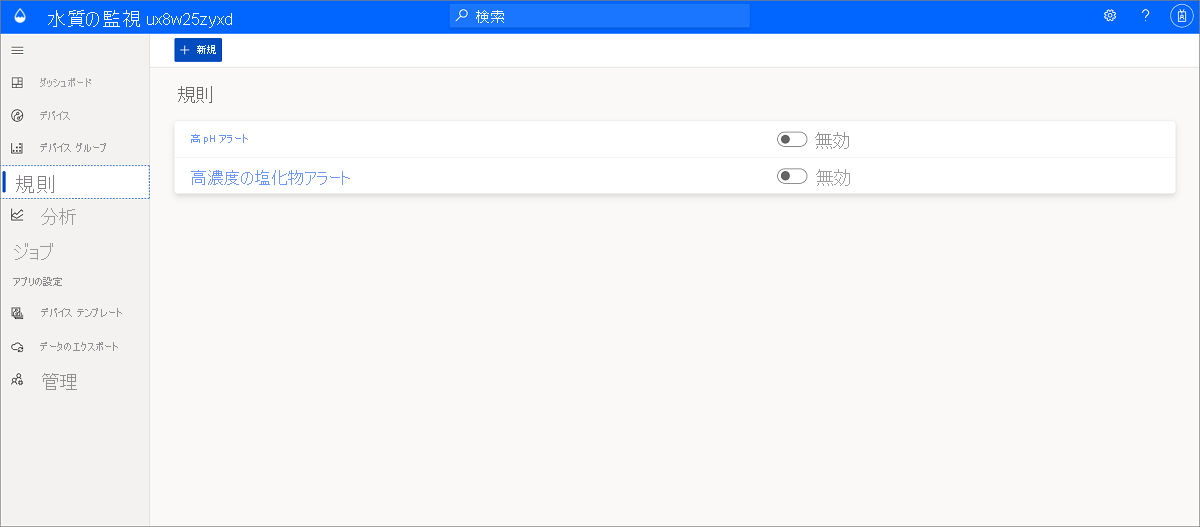 水質の監視 ux8w25zyxd
検索
?
新規
ダッシュボード
デバイス
デバイス グループ
規則
分析
ジョブ
アプリの設定
デバイス テンプレート
データのエクスポート
管理
規則
高 pH アラート
無効
高濃度の塩化物アラート
無効